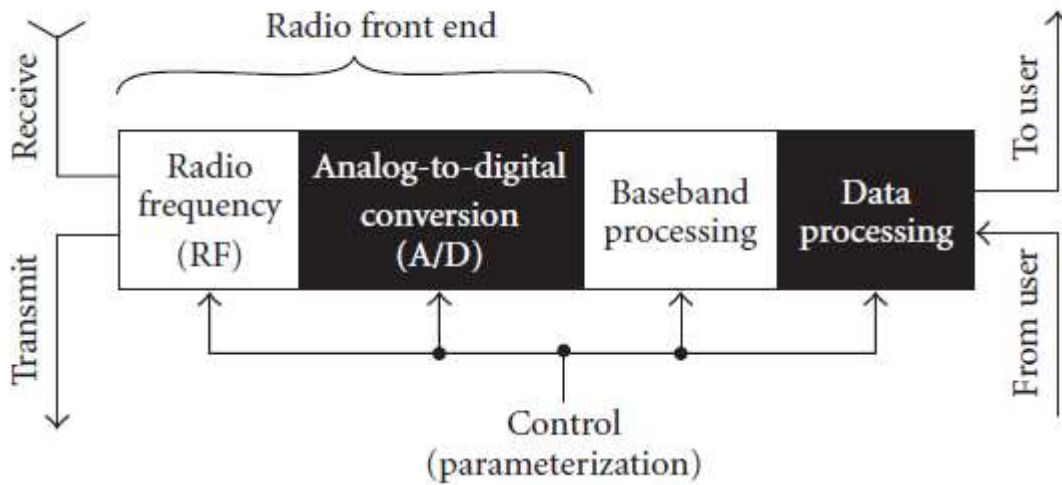 Radio front end
Receive
Transmit
Radio
frequency
(RF)
Analog-to-digital
conversion
(A/D)
Baseband
processing
Data
processing
To user
From user
Control
(parameterization)